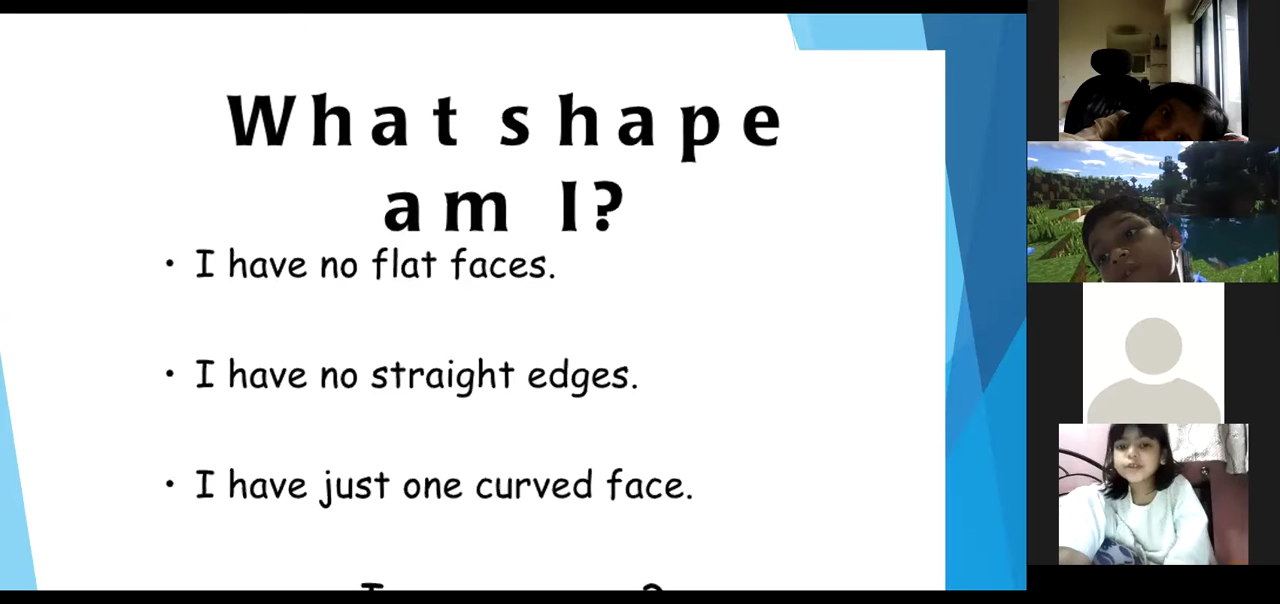 What shape
am I?
• I have no flat faces.
• I have no straight edges.
• I have just one curved face.